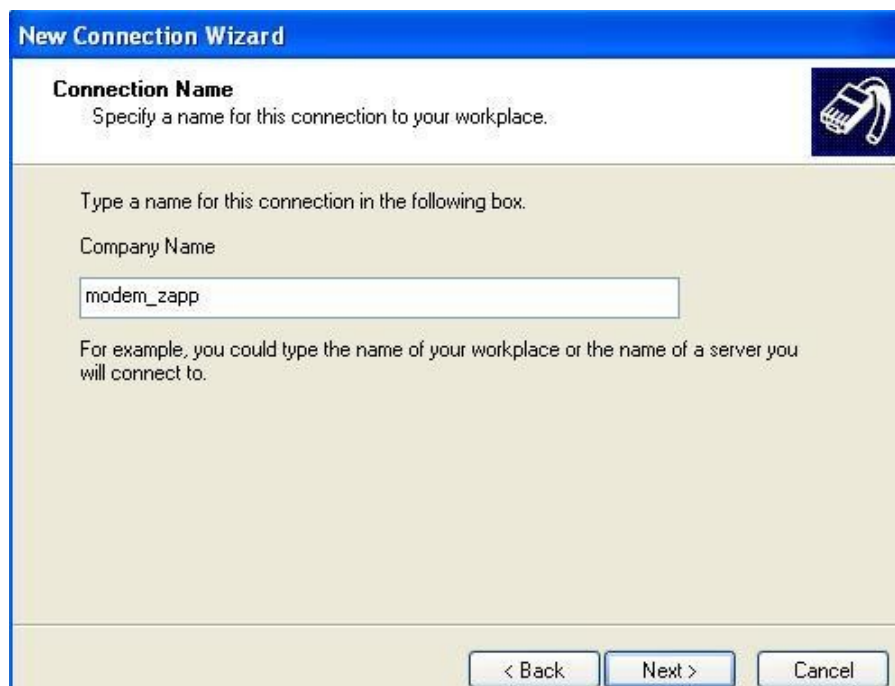 New Connection Wizard
Connection Name
Specify a name for this connection to your workplace.
Type a name for this connection in the following box.
Company Name
modem_zapp
For example, you could type the name of your workplace or the name of a server you
will connect to.
< Back Next > Cancel